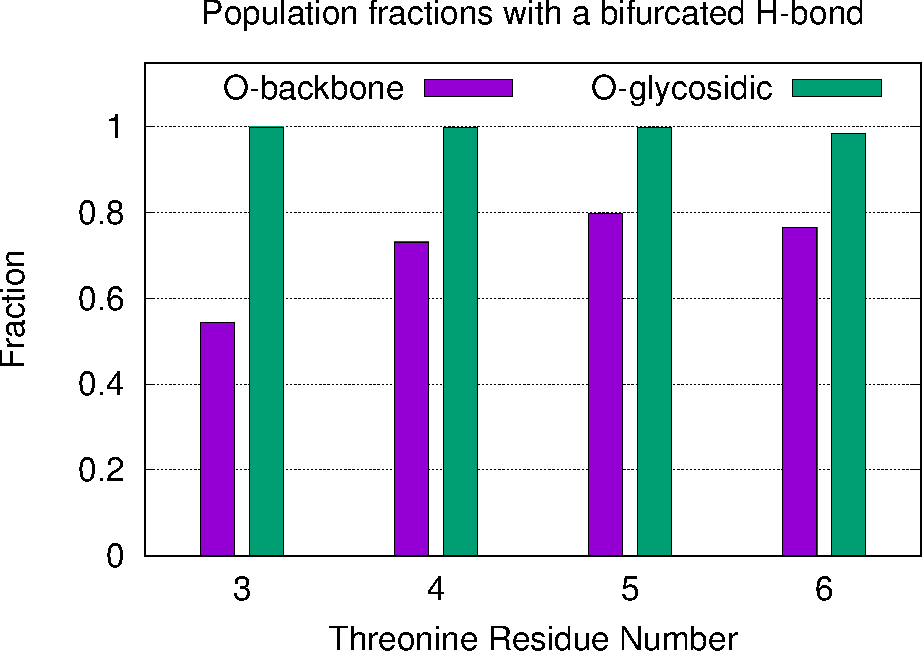 Population fractions with a bifurcated H-bond
O-backbone O-glycosidic
1
0.8
0.6
0.4
0.2
0
Fraction
3 4 5 6
Threonine Residue Number